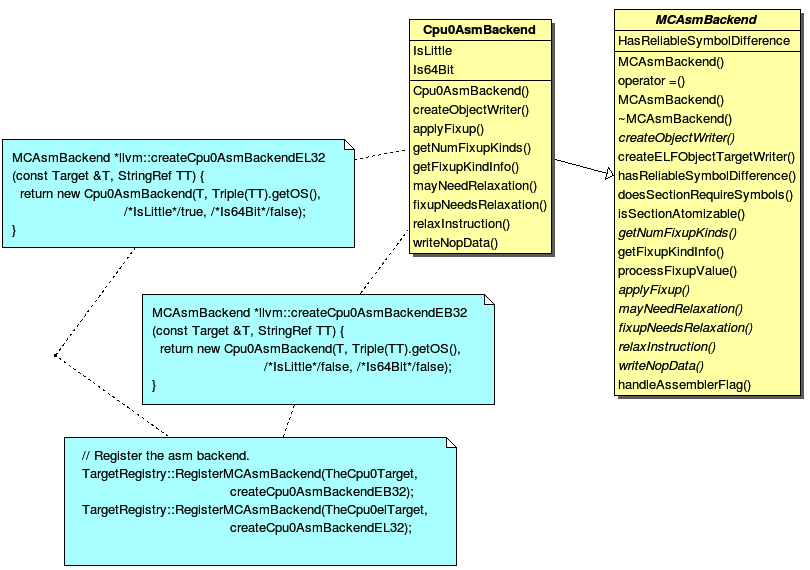 Cpu0AsmBackend
IsLittle
Is64Bit
Cpu0AsmBackend()
createObjectWriter()
applyFixup()
getNumFixupKinds()
getFixupKindInfo()
mayNeedRelaxation()
fixupNeedsRelaxation()
relaxInstruction()
writeNopData()
MCAsmBackend
HasReliableSymbolDifference
MCAsmBackend()
operator =()
MCAsmBackend()
~MCAsmBackend()
createObjectWriter()
createELFObjectTargetWriter()
hasReliableSymbolDifference()
doesSectionRequireSymbols()
isSectionAtomizable()
getNumFixupKinds()
getFixupKindInfo()
processFixupValue()
applyFixup()
mayNeedRelaxation()
fixupNeedsRelaxation()
relaxInstruction()
writeNopData()
handleAssemblerFlag()
MCAsmBackend *llvm::createCpu0AsmBackendEL32
(const Target &T, StringRef TT) {
return new Cpu0AsmBackend(T, Triple(TT).getOS(),
/*IsLittle*/true, /*Is64Bit*/false);
}
MCAsmBackend *llvm::createCpu0AsmBackendEB32
(const Target &T, StringRef TT) {
return new Cpu0AsmBackend(T, Triple(TT).getOS(),
/*IsLittle*/false, /*Is64Bit*/false);
}
// Register the asm backend.
TargetRegistry::RegisterMCAsmBackend(TheCpu0Target,
createCpu0AsmBackendEB32);
TargetRegistry::RegisterMCAsmBackend(TheCpu0elTarget,
createCpu0AsmBackendEL32);